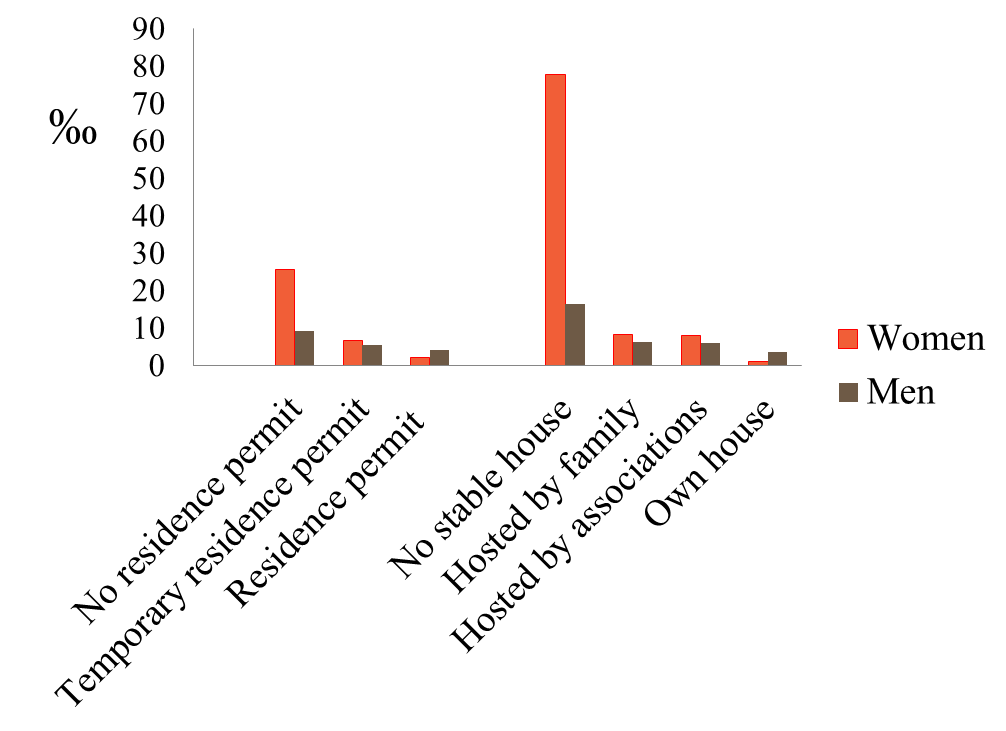 ‰
90
80
70
60
50
40
30
20
10
0
No residence permit
Temporary residence permit
Residence permit
No stable house
Hosted by family
Hosted by associations
Own house
Women
Men